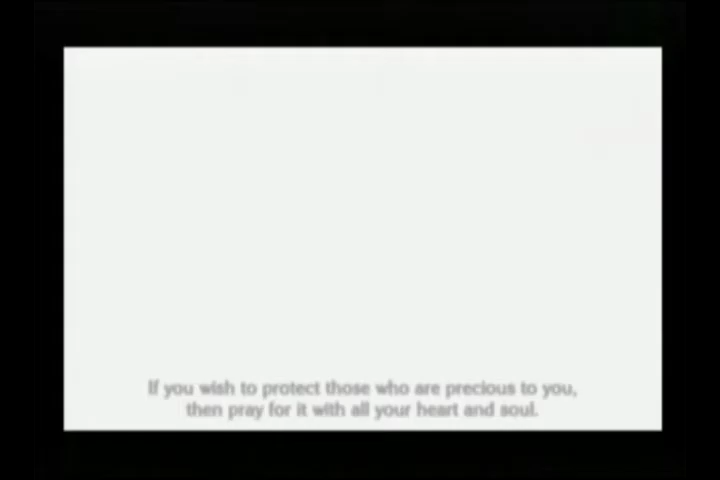 If you wish to protect those who are precious to you,
then pray for it with all your heart and soul.